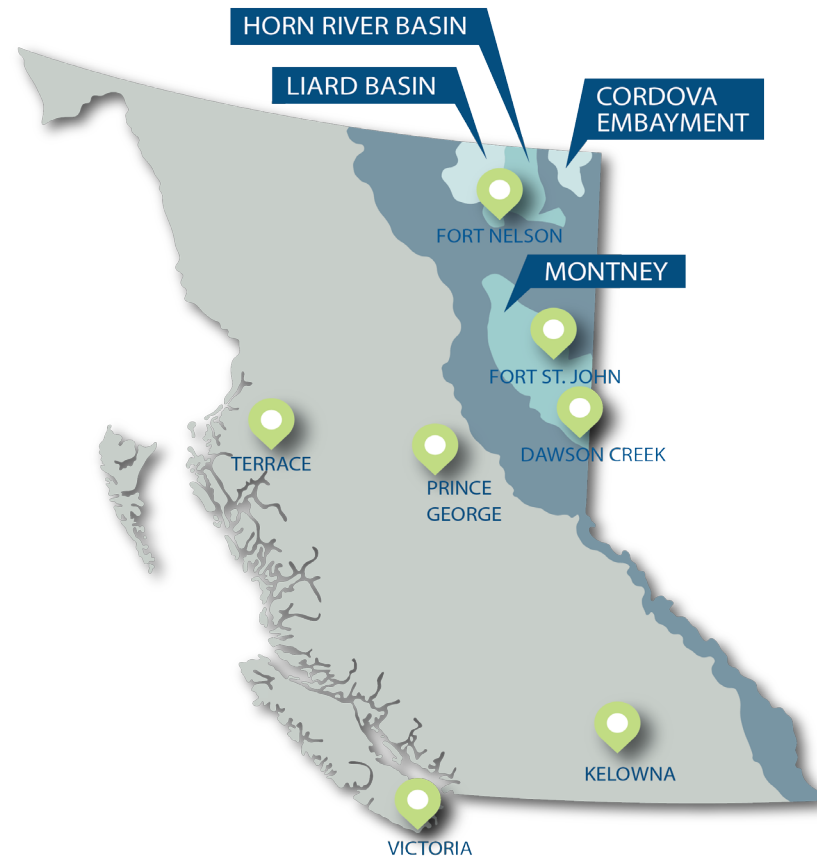 HORN RIVER BASIN
LIARD BASIN
CORDOVA
EMBAYMENT
FORT NELSON
MONTNEY
FORT ST. JOHN
DAWSON CREEK
TERRACE
PRINCE
GEORGE
KELOWNA
VICTORIA